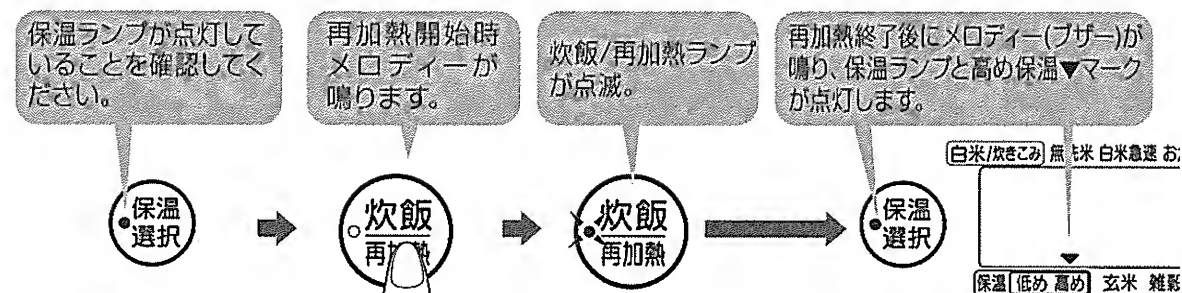 保温ランプが点灯して
いることを確認してく
ださい。
再加熱開始時
メロディーが
鳴ります。
炊飯/再加熱ランプ
が点滅。
再加熱終了後にメロディー(ブザー)が
鳴り、保温ランプと高め保温▼マーク
が点灯します。
保温
選択
炊飯
炊飯
再加熱
保温
選択
白米/炊きこみ 無洗米 白米急速 お
保温 低め 高め 玄米 雑穀